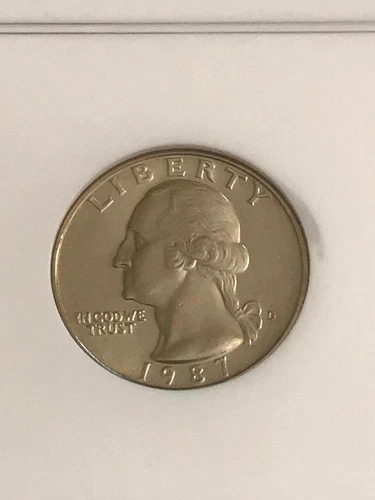 LIBERTY
IN GOD WE
TRUST
D
1987